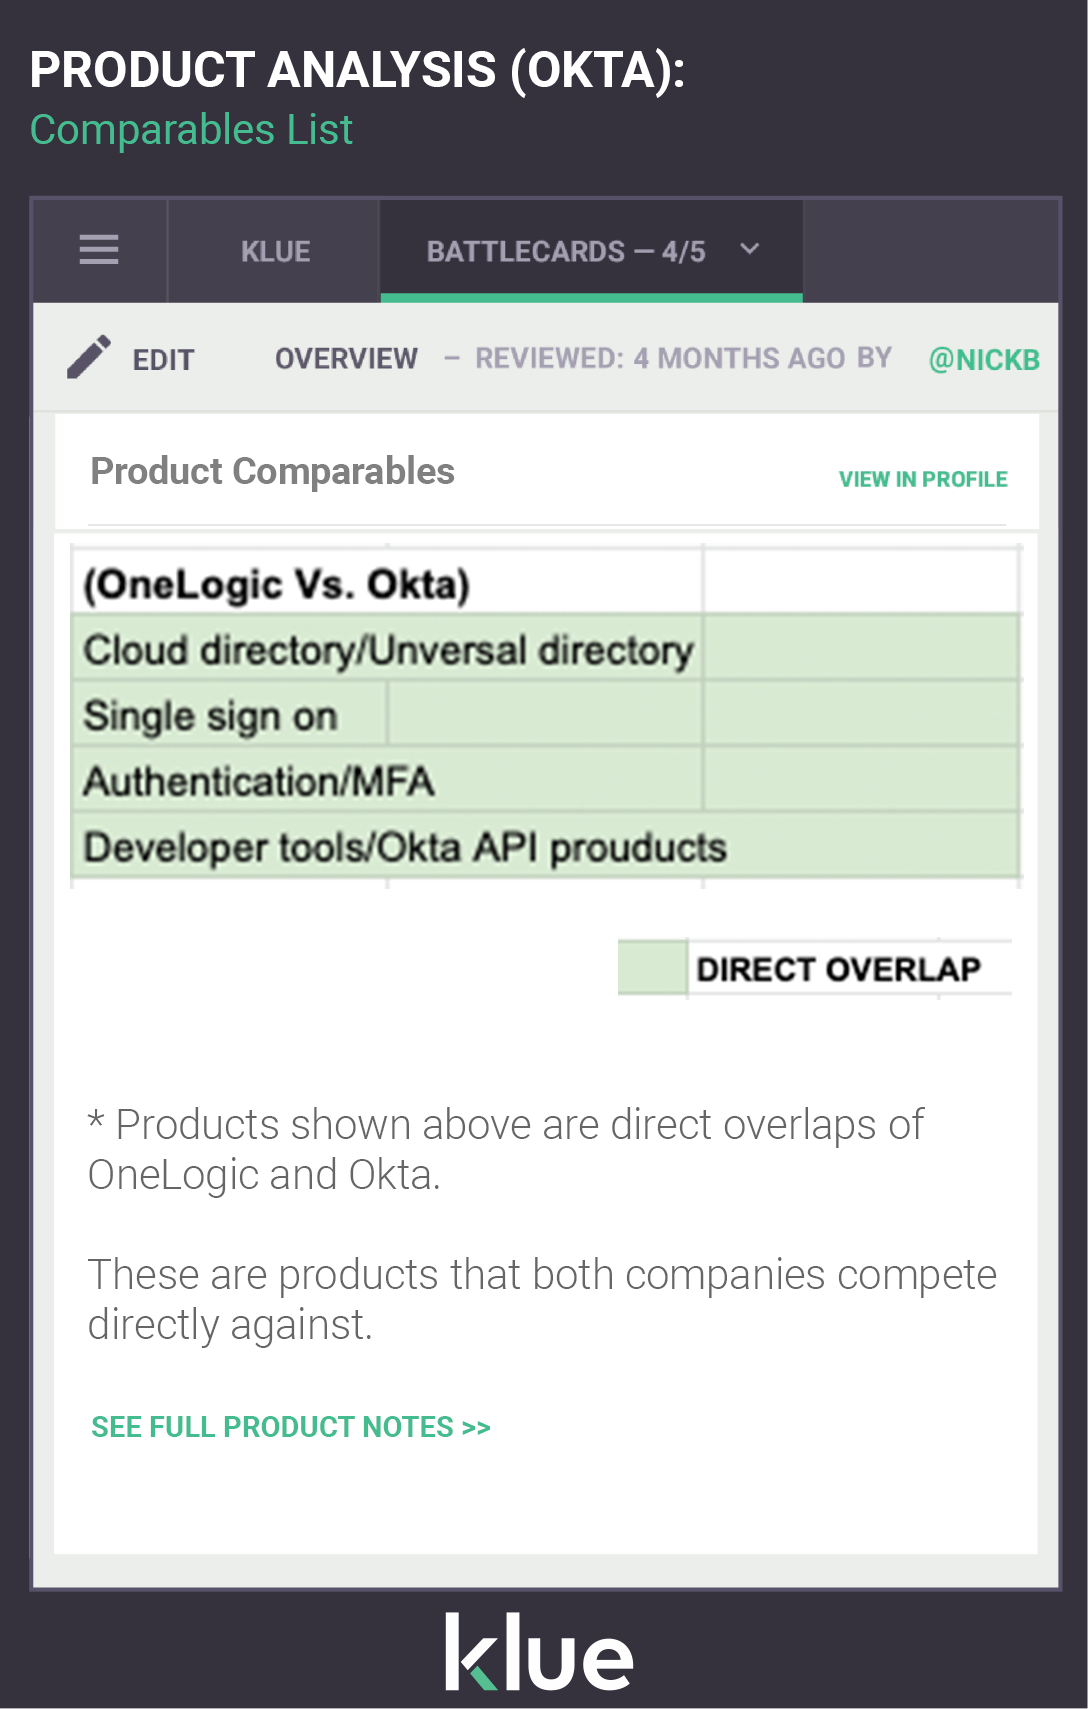 PRODUCT ANALYSIS (OKTA):
Comparables List
KLUE
BATTLECARDS – 4/5
EDIT
OVERVIEW – REVIEWED: 4 MONTHS AGO BY @NICKB
Product Comparables
VIEW IN PROFILE
(OneLogic Vs. Okta)
Cloud directory/Unversal directory
Single sign on
Authentication/MFA
Developer tools/Okta API prouducts
DIRECT OVERLAP
* Products shown above are direct overlaps of
OneLogic and Okta.
These are products that both companies compete
directly against.
SEE FULL PRODUCT NOTES >>
klue